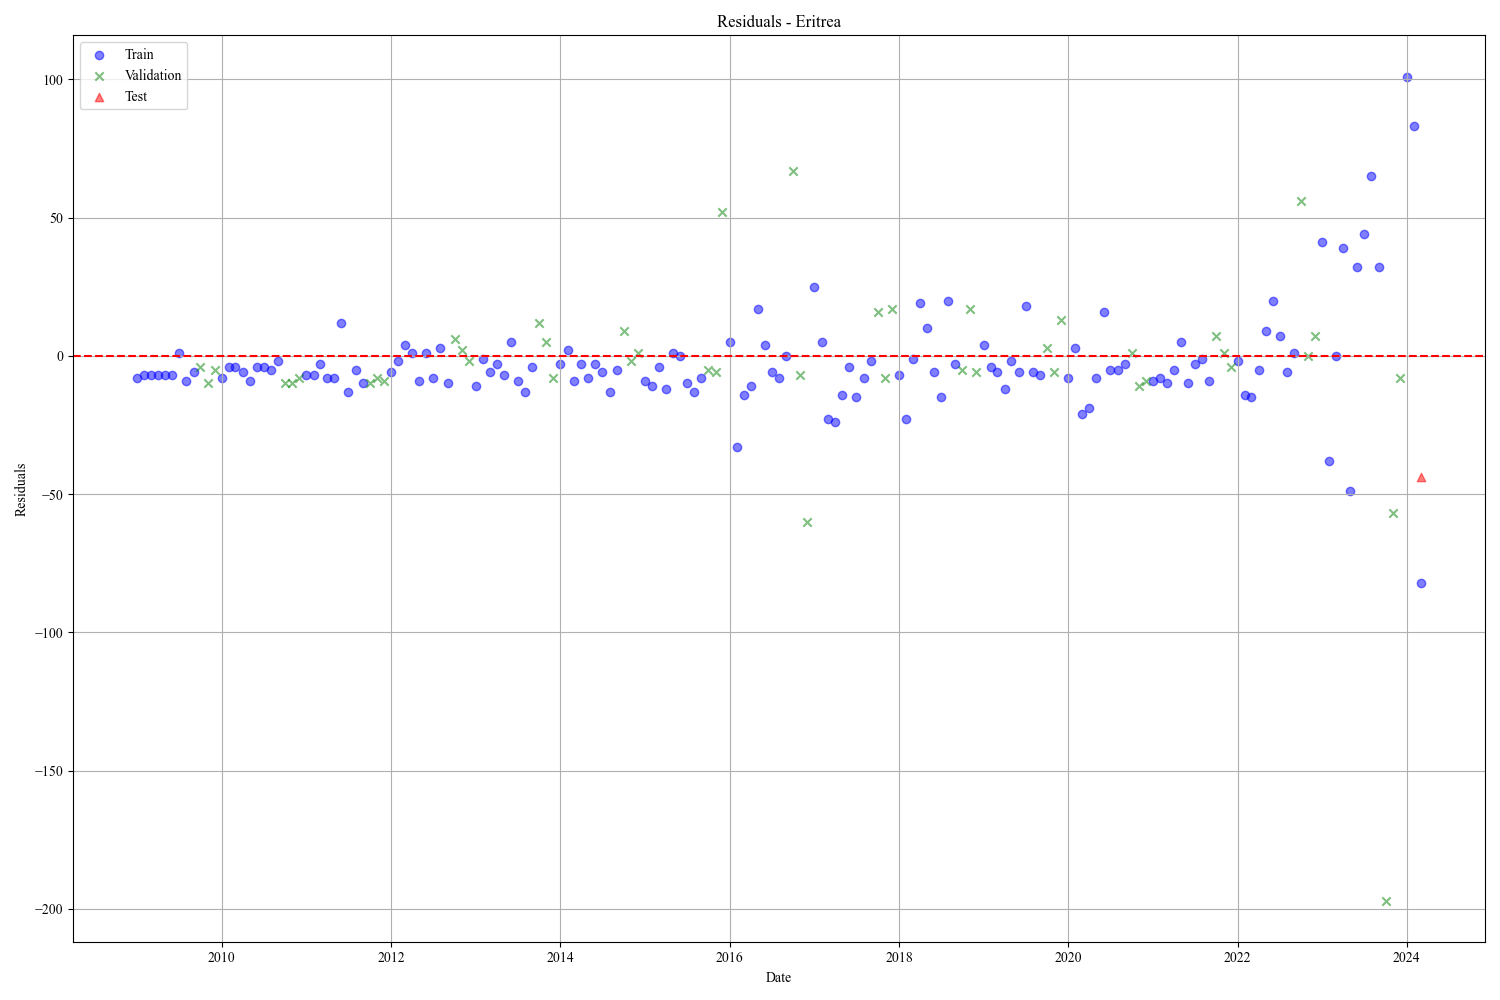 Residuals - Eritrea
Train
Validation
Test
100
50
0
−50
−100
−150
−200
Residuals
2010 2012 2014 2016 2018 2020 2022 2024
Date